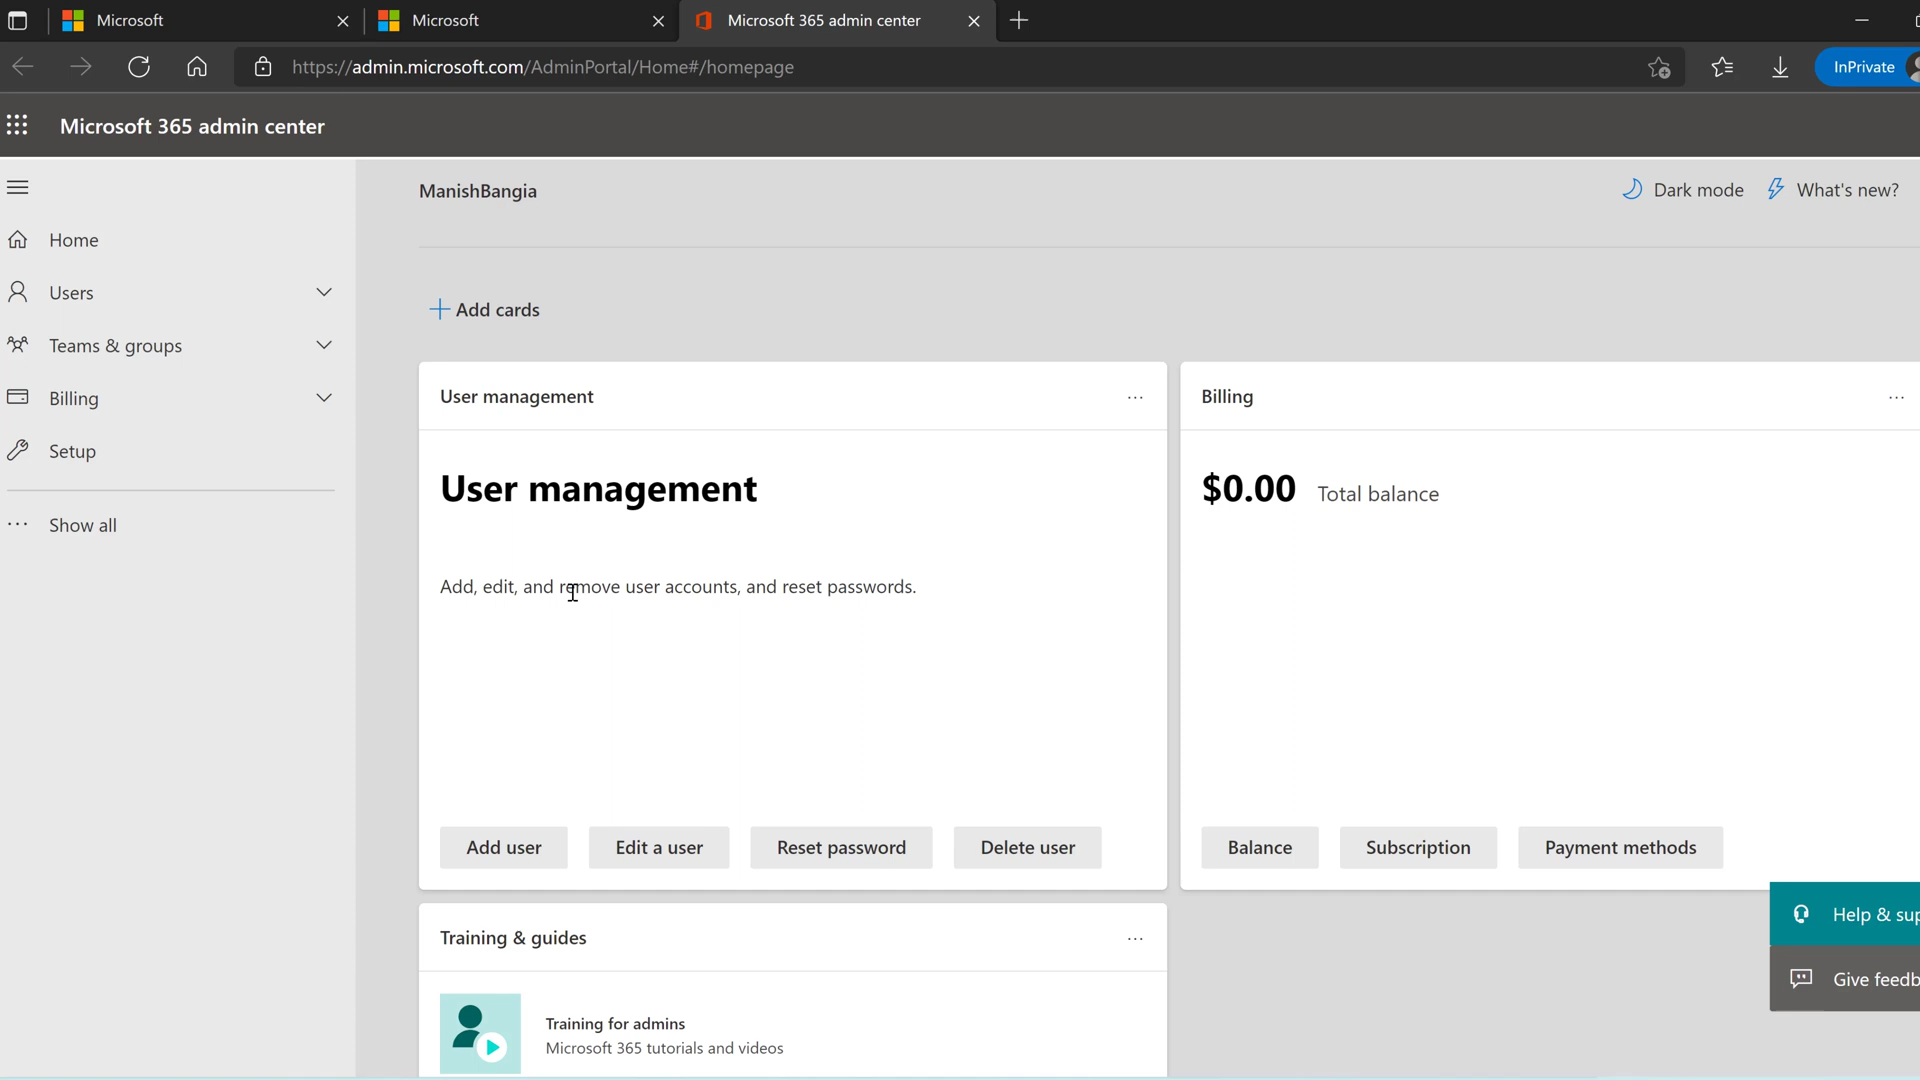 Microsoft
Microsoft
Microsoft 365 admin center
https://admin.microsoft.com/AdminPortal/Home#/homepage
InPrivate
Microsoft 365 admin center
Home
Users
Teams & groups
Billing
Setup
Show all
ManishBangia
Dark mode
What's new?
Add cards
User management
User management
Add, edit, and remove user accounts, and reset passwords.
Add user
Edit a user
Reset password
Delete user
Billing
$0.00 Total balance
Balance
Subscription
Payment methods
Training & guides
Training for admins
Microsoft 365 tutorials and videos
Help & sup
Give feedb